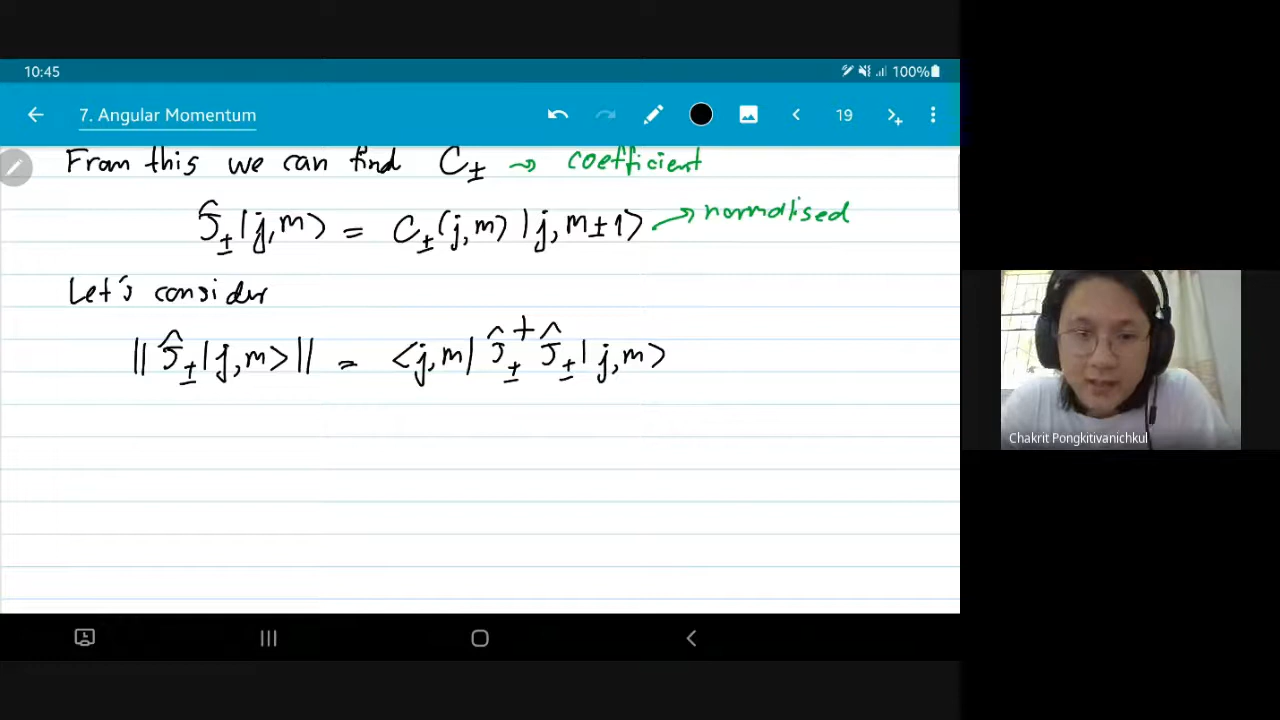 10:45
100%
7. Angular Momentum
19
From this we can find C± → coefficient
Ĵ±|j,m> = C±(j,m)|j,m±1> → normalised
Let's consider
||Ĵ±|j,m>|| = <j,m|Ĵ±†Ĵ±|j,m>
Chakrit Pongkitivanichkul